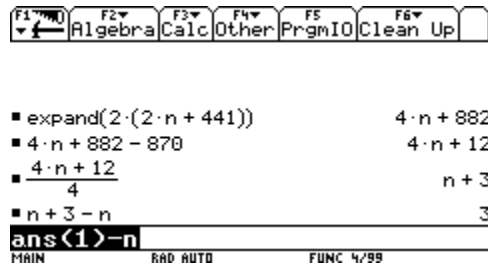 F1 F2 Algebra F3 Calc F4 Other F5 PrgmIO F6 Clean Up
expand(2·(2·n + 441)) 4·n + 882
4·n + 882 - 870 4·n + 12
(4·n + 12)/4 n + 3
n + 3 - n 3
ans(1)-n
MAIN RAD AUTO FUNC 4/99